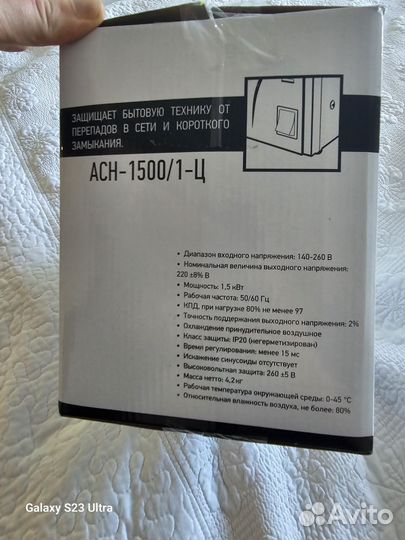 ЗАЩИЩАЕТ БЫТОВУЮ ТЕХНИКУ ОТ
ПЕРЕПАДОВ В СЕТИ И КОРОТКОГО
ЗАМЫКАНИЯ.
АСН-1500/1-Ц
• Диапазон входного напряжения: 140-260 В
• Номинальная величина выходного напряжения:
220 ±8% В
• Мощность: 1,5 кВт
• Рабочая частота: 50/60 Гц
• КПД, при нагрузке 80% не менее 97
• Точность поддержания выходного напряжения: 2%
• Охлаждение принудительное воздушное
• Класс защиты: IP20 (негерметизирован)
• Время регулирования: менее 15 мс
• Искажение синусоиды отсутствует
• Высоковольтная защита: 260 ±5 В
• Масса нетто: 4,2 кг
• Рабочая температура окружающей среды: 0-45 °С
• Относительная влажность воздуха, не более: 80%
Galaxy S23 Ultra
Avito